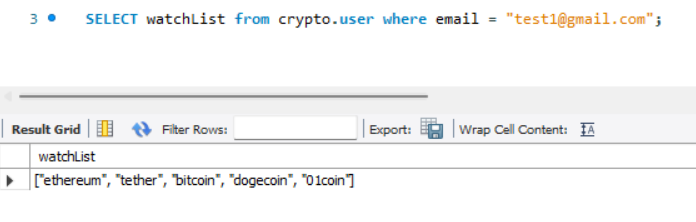 3 SELECT watchList from crypto.user where email = "test1@gmail.com";
Result Grid Filter Rows: Export: Wrap Cell Content: IA
watchList
["ethereum", "tether", "bitcoin", "dogecoin", "01coin"]